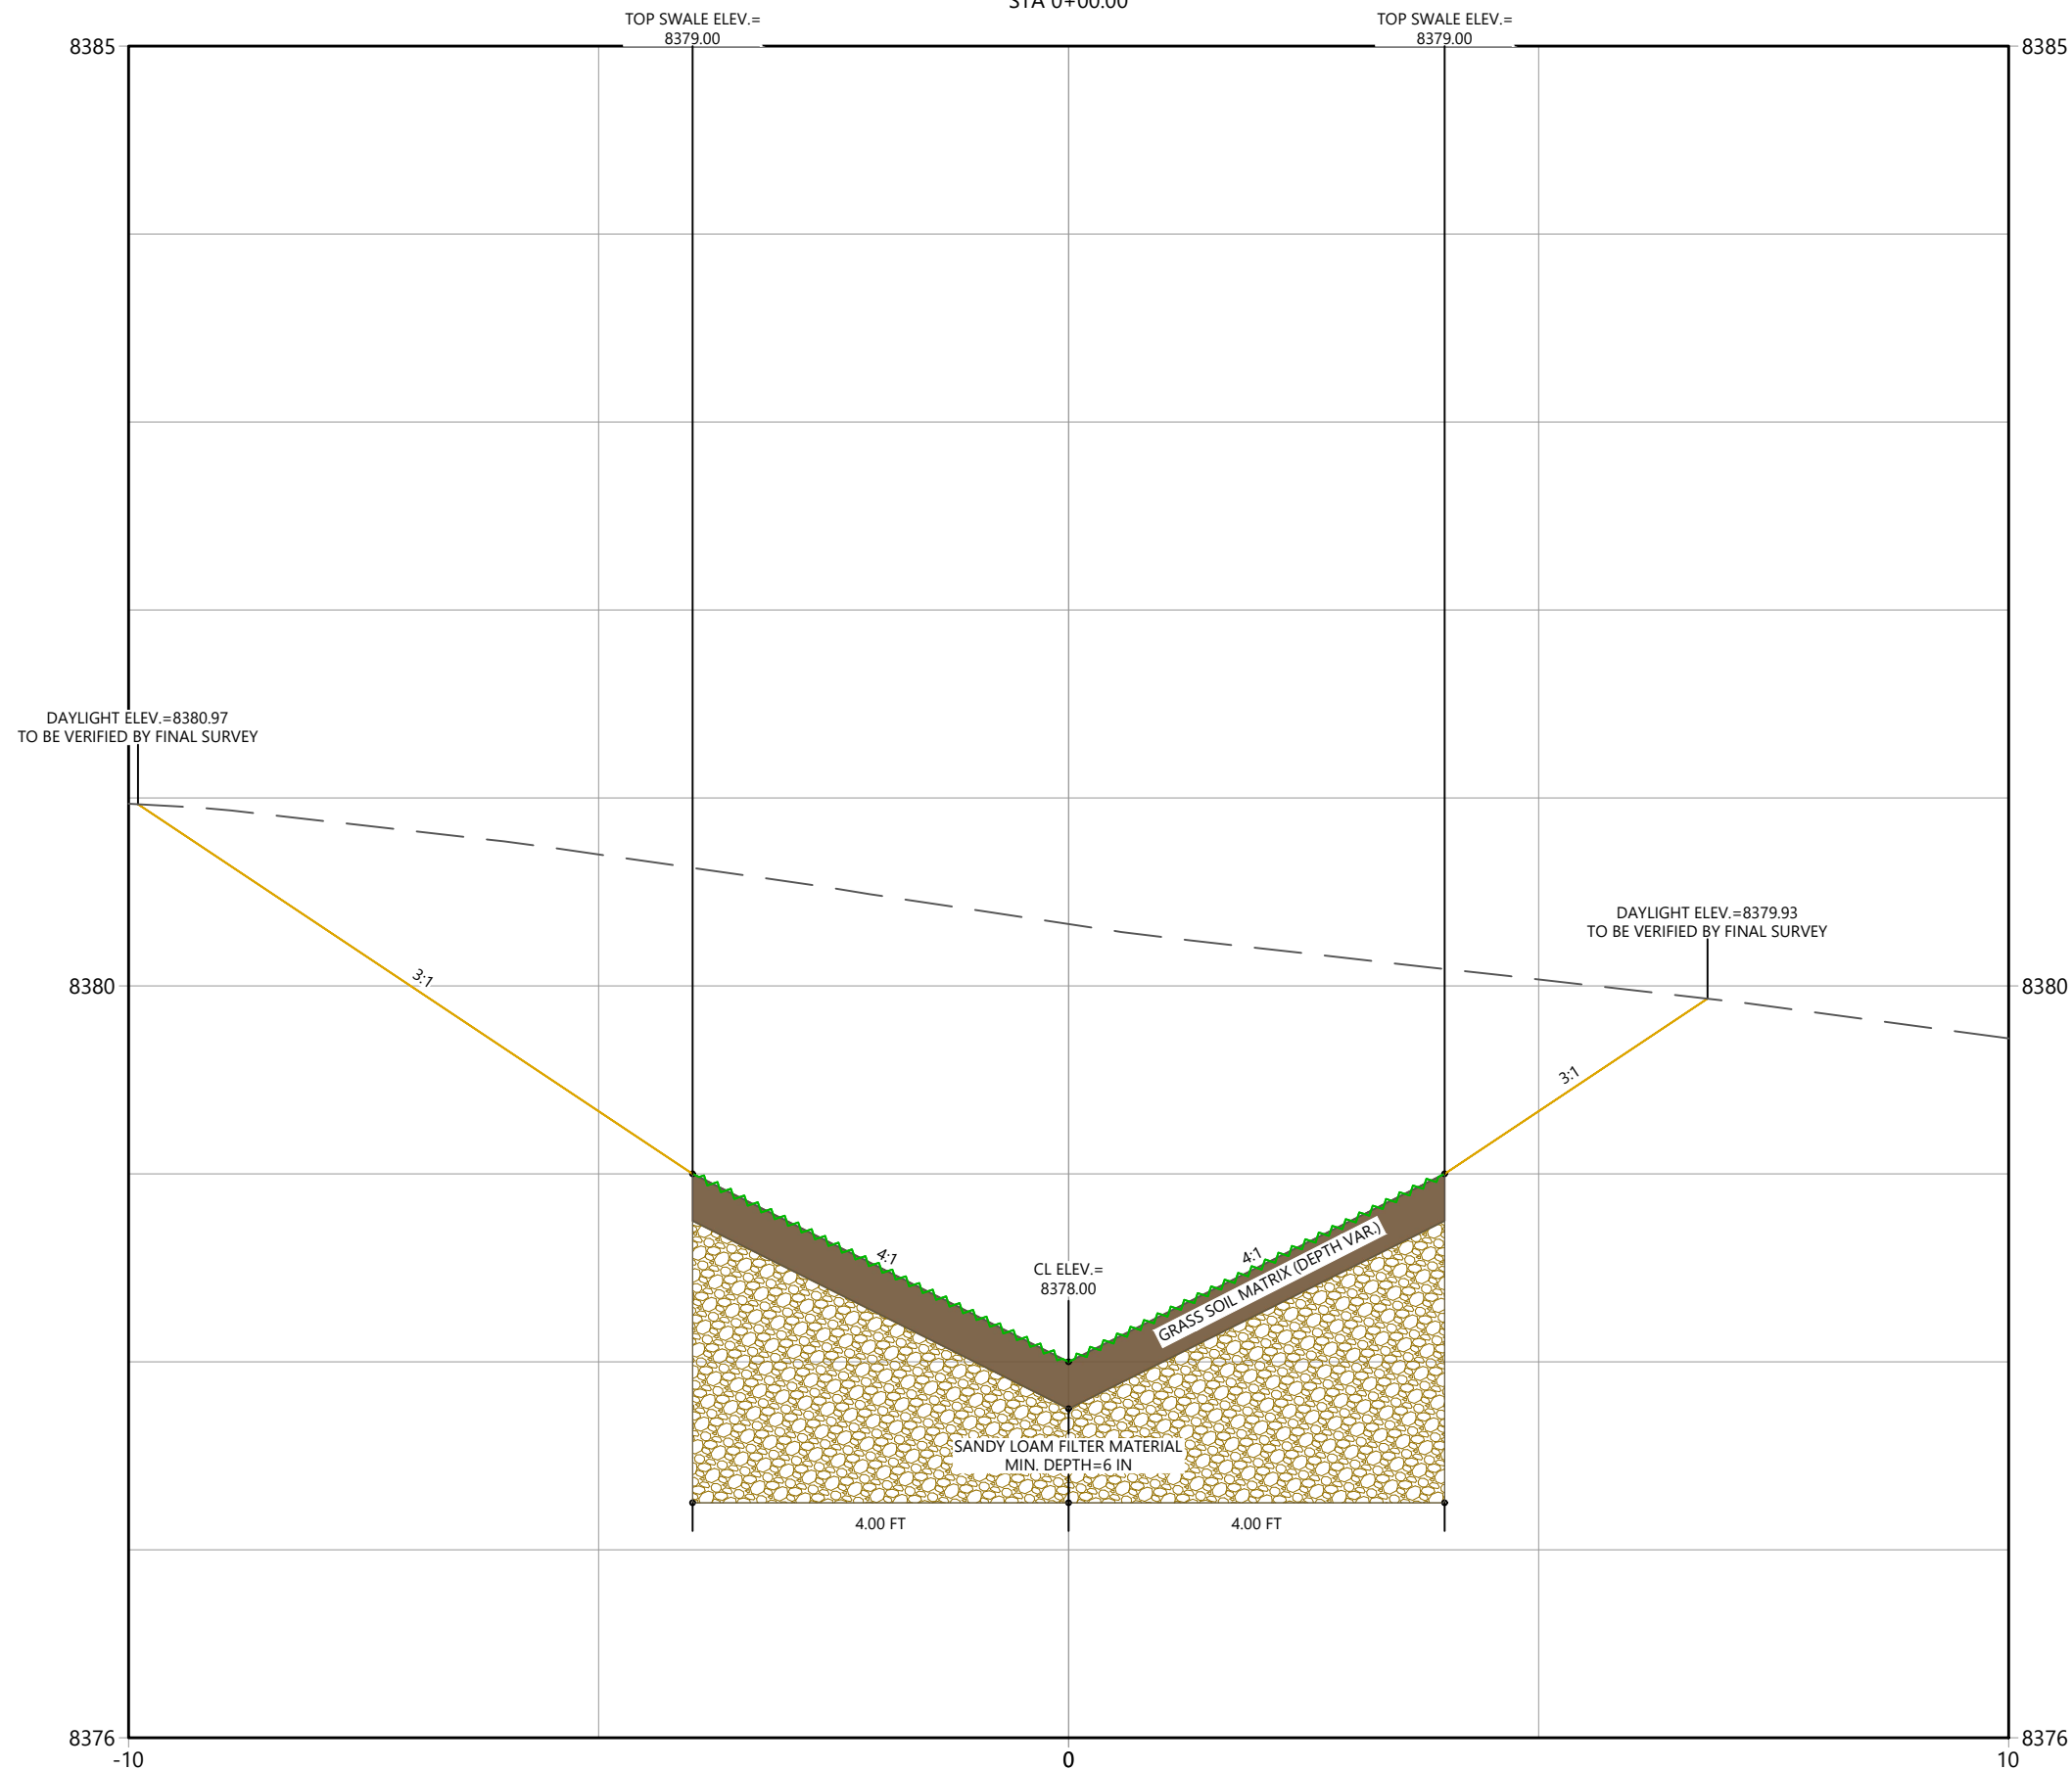 STA 0+00.00
TOP SWALE ELEV.=
8379.00
TOP SWALE ELEV.=
8379.00
8385
8385
DAYLIGHT ELEV.=8380.97
TO BE VERIFIED BY FINAL SURVEY
DAYLIGHT ELEV.=8379.93
TO BE VERIFIED BY FINAL SURVEY
3:1
8380
8380
3:1
4:1
4:1
GRASS SOIL MATRIX (DEPTH VAR.)
CL ELEV.=
8378.00
SANDY LOAM FILTER MATERIAL
MIN. DEPTH=6 IN
4.00 FT
4.00 FT
8376
8376
-10
0
10